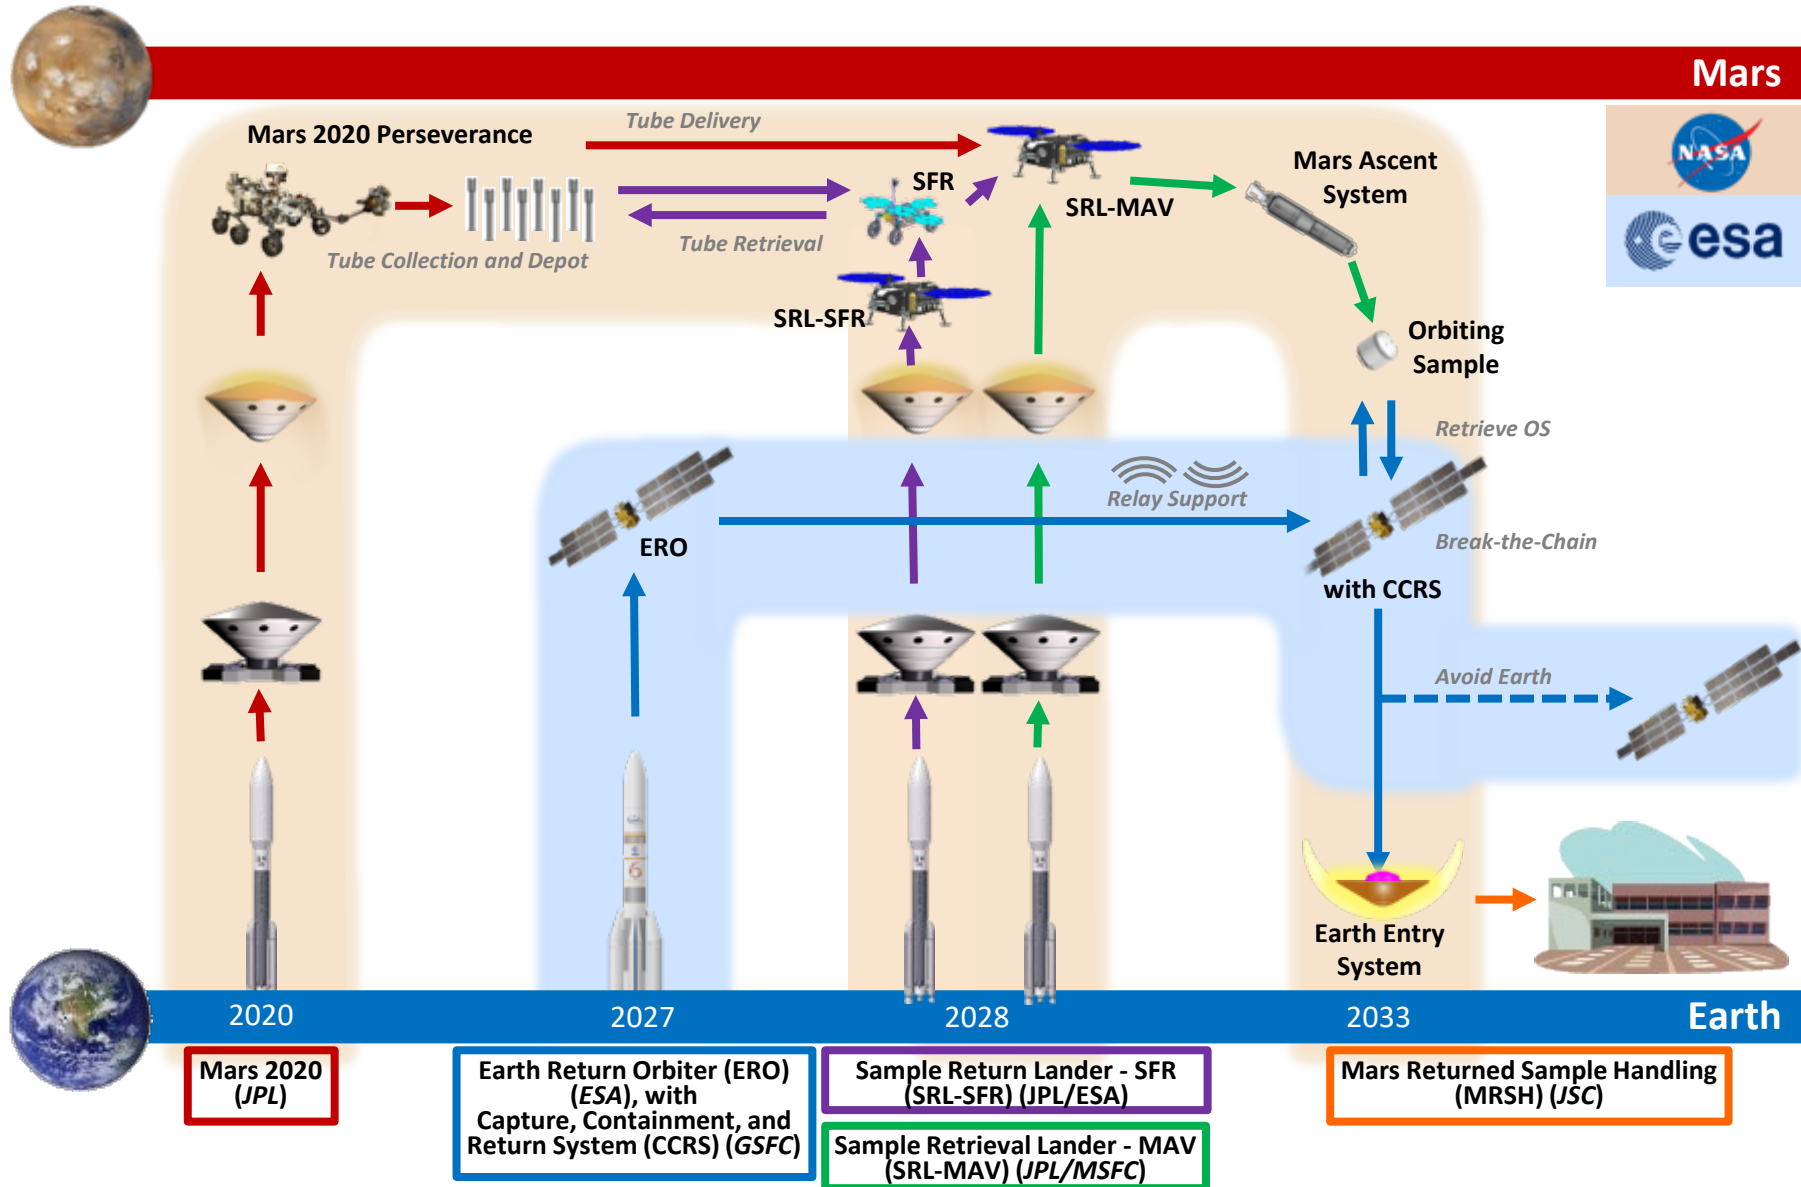 Mars
Mars 2020 Perseverance
Tube Delivery
NASA
Mars Ascent
System
SFR
SRL-MAV
esa
Tube Retrieval
Tube Collection and Depot
SRL-SFR
Orbiting
Sample
Retrieve OS
Relay Support
ERO
Break-the-Chain
with CCRS
Avoid Earth
6
Earth Entry
System
2020
2027
2028
2033
Earth
Mars 2020
(JPL)
Earth Return Orbiter (ERO)
(ESA), with
Capture, Containment, and
Return System (CCRS) (GSFC)
Sample Return Lander - SFR
(SRL-SFR) (JPL/ESA)
Sample Retrieval Lander - MAV
(SRL-MAV) (JPL/MSFC)
Mars Returned Sample Handling
(MRSH) (JSC)